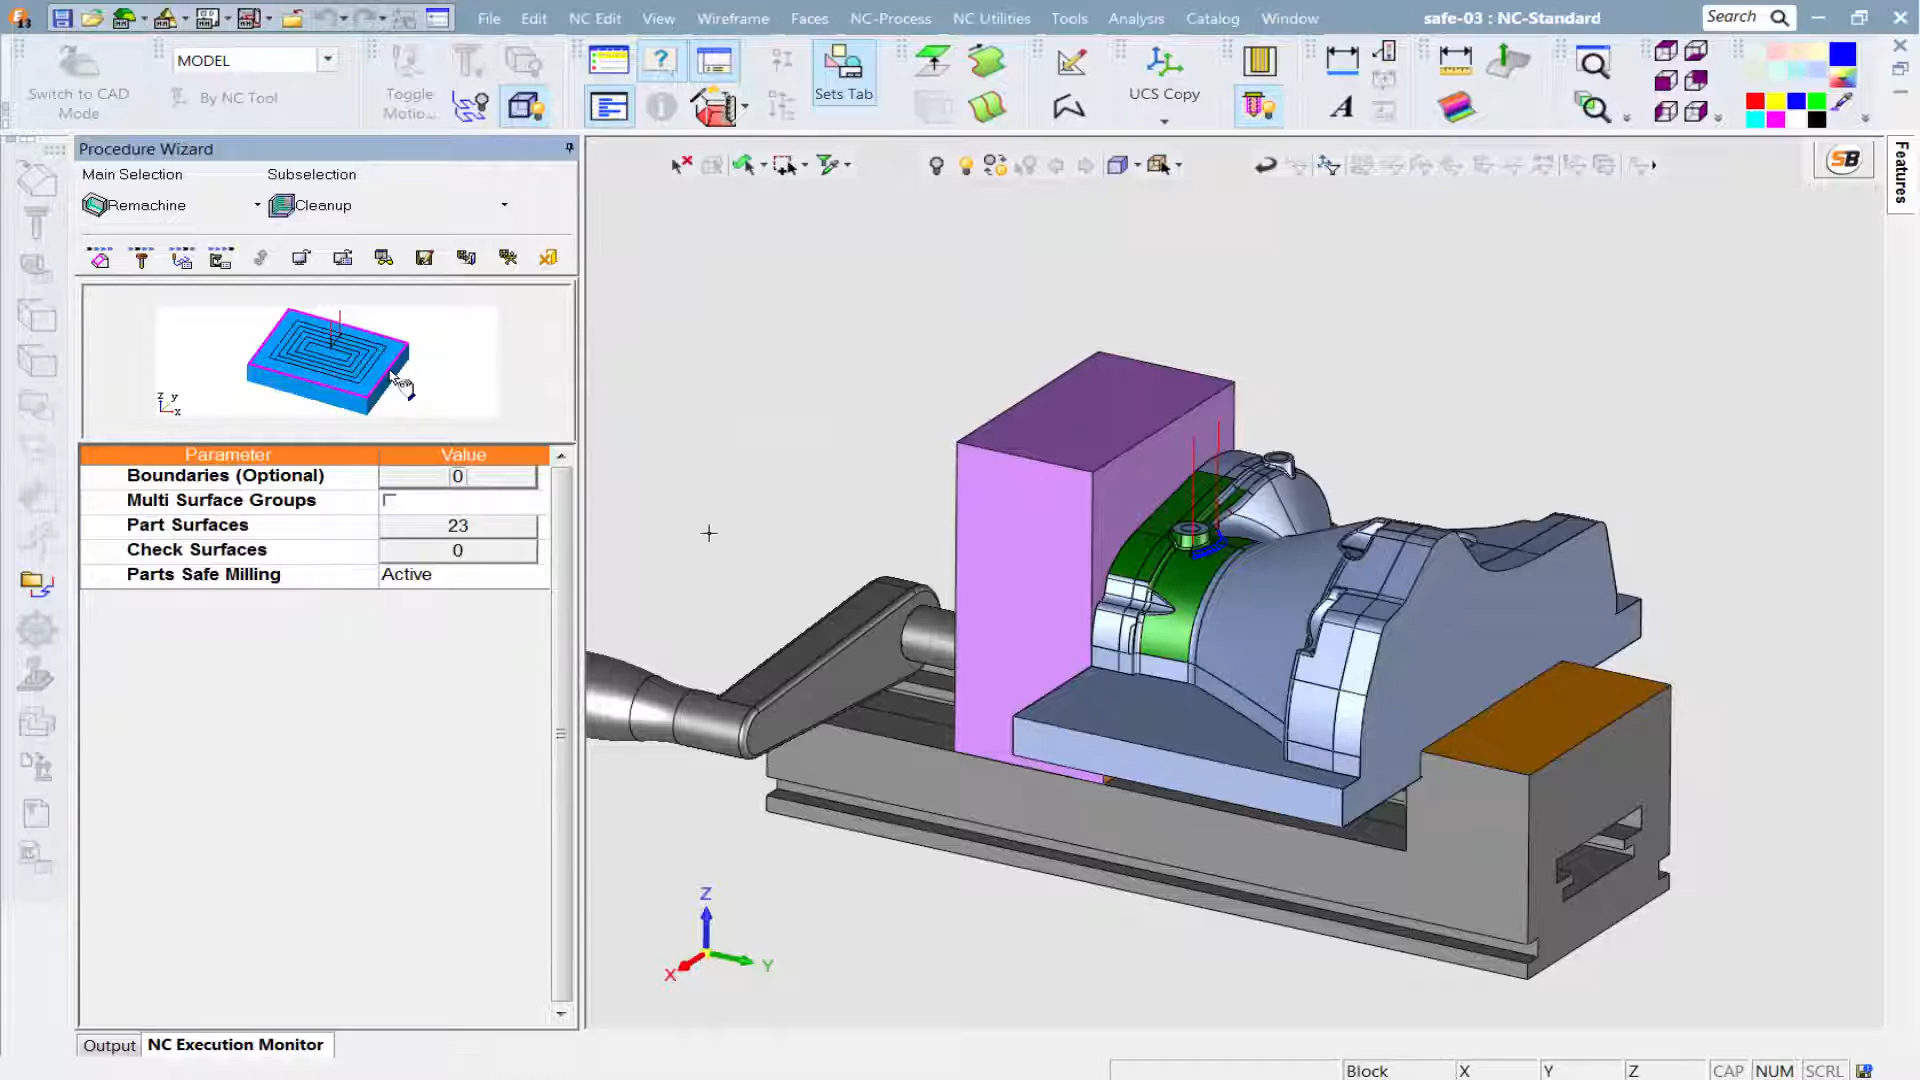 File Edit NC Edit View Wireframe Faces NC-Process NC Utilities Tools Analysis Catalog Window safe-03 : NC-Standard Search
Switch to CAD
Mode
MODEL
By NC Tool
Toggle
Motio...
Sets Tab
UCS Copy
A
Procedure Wizard
Main Selection Subselection
Remachine Cleanup
SB
Features
z y
x
Parameter Value
Boundaries (Optional) 0
Multi Surface Groups
Part Surfaces 23
Check Surfaces 0
Parts Safe Milling Active
Z
X
Y
Output NC Execution Monitor
Block X Y Z CAP NUM SCRL